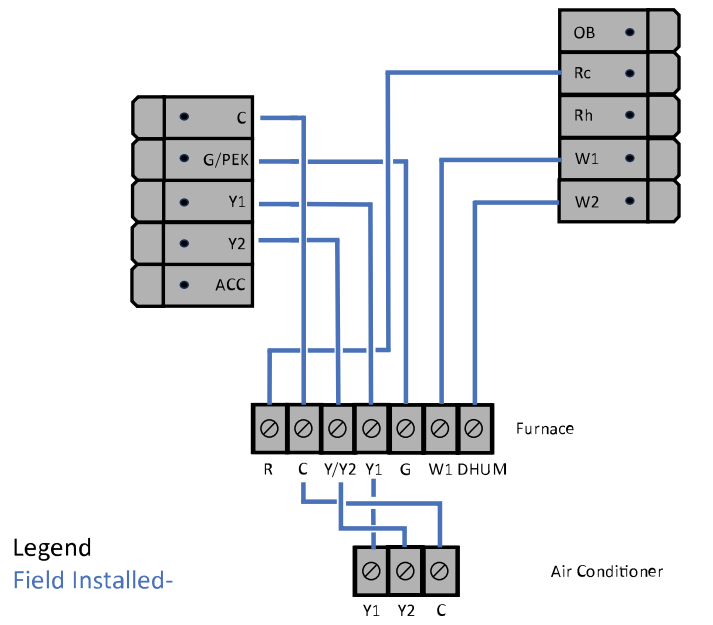 OB
Rc
Rh
W1
W2
C
G/PEK
Y1
Y2
ACC
Furnace
R C Y/Y2 Y1 G W1 DHUM
Legend
Field Installed-
Air Conditioner
Y1 Y2 C